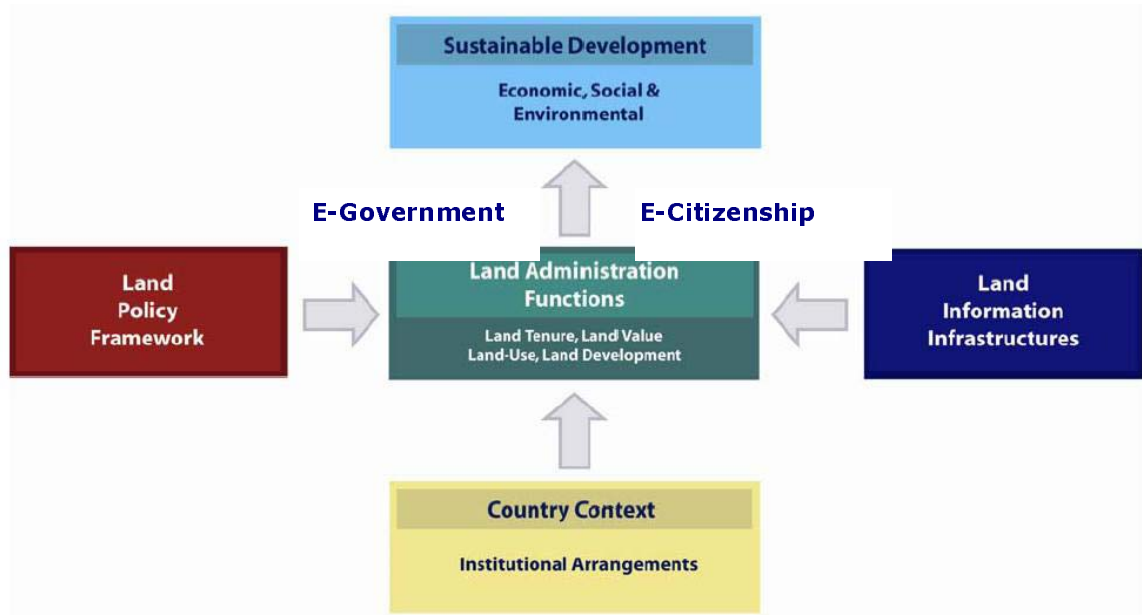 Sustainable Development
Economic, Social &
Environmental
E-Government
E-Citizenship
Land
Policy
Framework
Land Administration
Functions
Land Tenure, Land Value
Land-Use, Land Development
Land
Information
Infrastructures
Country Context
Institutional Arrangements